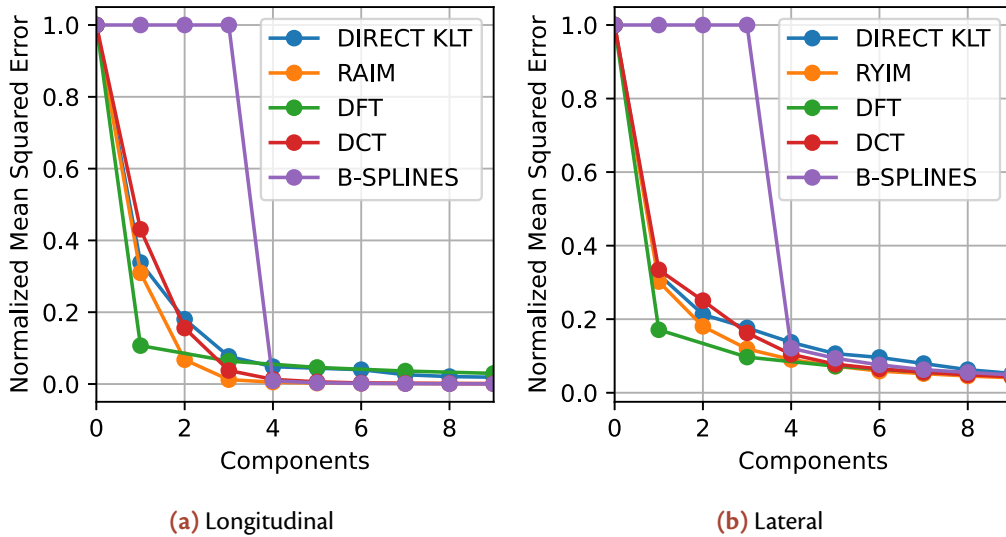 Normalized Mean Squared Error
1.0
0.8
0.6
0.4
0.2
0.0
0 2 4 6 8
Components
DIRECT KLT
RAIM
DFT
DCT
B-SPLINES
(a) Longitudinal
Normalized Mean Squared Error
1.0
0.8
0.6
0.4
0.2
0.0
0 2 4 6 8
Components
DIRECT KLT
RYIM
DFT
DCT
B-SPLINES
(b) Lateral